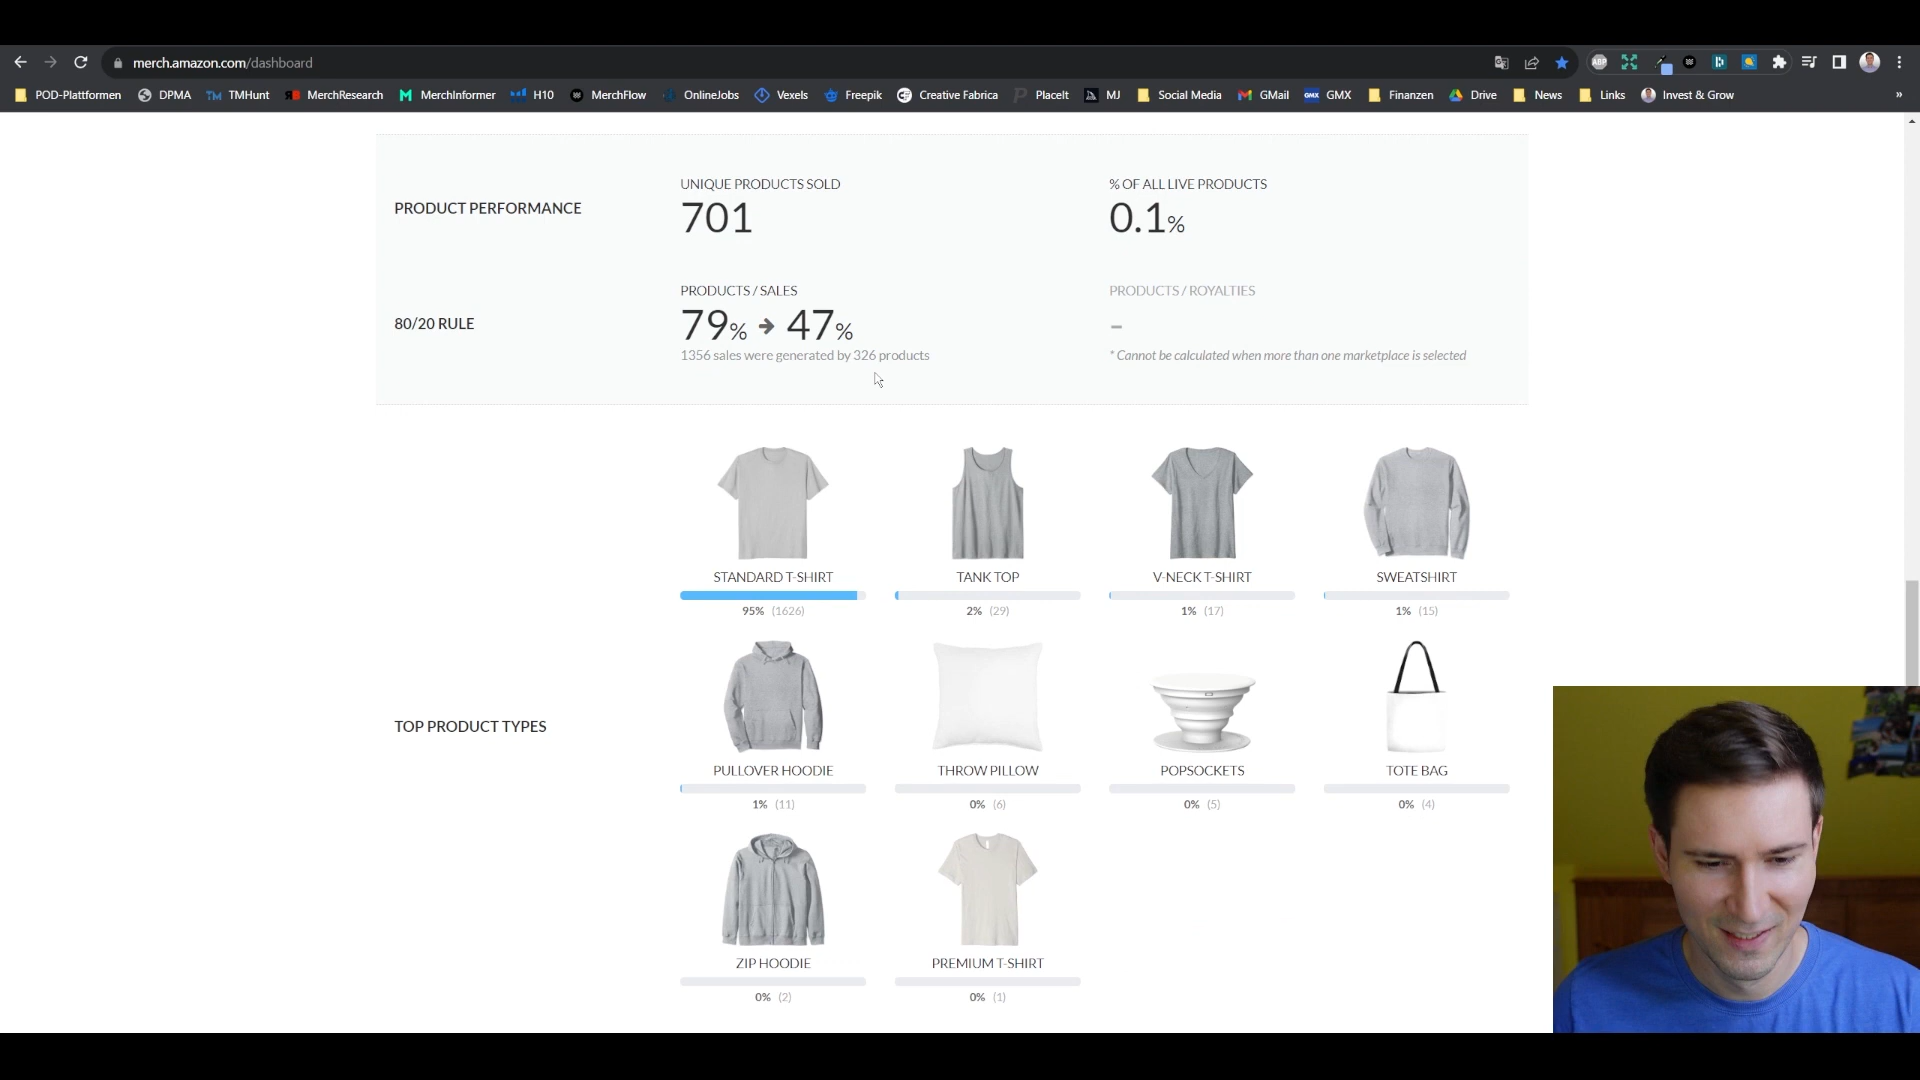 merch.amazon.com/dashboard
POD-Plattformen DPMA TM TMHunt MerchResearch MerchInformer H10 MerchFlow OnlineJobs Vexels Freepik Creative Fabrica PlaceIt MJ Social Media GMail GMX GMX Finanzen Drive News Links Invest & Grow »
UNIQUE PRODUCTS SOLD % OF ALL LIVE PRODUCTS
PRODUCT PERFORMANCE 701 0.1%
PRODUCTS / SALES PRODUCTS / ROYALTIES
80/20 RULE 79% → 47% -
1356 sales were generated by 326 products * Cannot be calculated when more than one marketplace is selected
STANDARD T-SHIRT TANK TOP V-NECK T-SHIRT SWEATSHIRT
95% (1626) 2% (29) 1% (17) 1% (15)
TOP PRODUCT TYPES
PULLOVER HOODIE THROW PILLOW POPSOCKETS TOTE BAG
1% (11) 0% (6) 0% (5) 0% (4)
ZIP HOODIE PREMIUM T-SHIRT
0% (2) 0% (1)